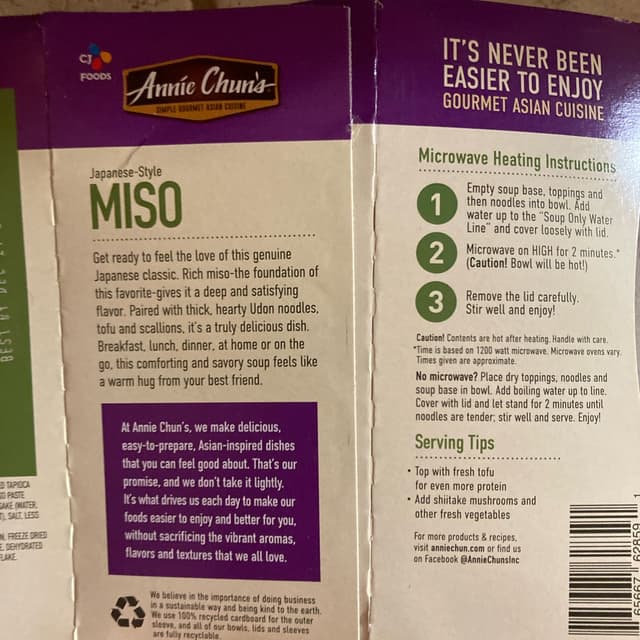 CJ
FOODS
Annie Chun's
SIMPLE GOURMET ASIAN CUISINE
Japanese-Style
MISO
Get ready to feel the love of this genuine
Japanese classic. Rich miso-the foundation of
this favorite-gives it a deep and satisfying
flavor. Paired with thick, hearty Udon noodles,
tofu and scallions, it's a truly delicious dish.
Breakfast, lunch, dinner, at home or on the
go, this comforting and savory soup feels like
a warm hug from your best friend.
At Annie Chun's, we make delicious,
easy-to-prepare, Asian-inspired dishes
that you can feel good about. That's our
promise, and we don't take it lightly.
It's what drives us each day to make our
foods easier to enjoy and better for you,
without sacrificing the vibrant aromas,
flavors and textures that we all love.
We believe in the importance of doing business
in a sustainable way and being kind to the earth.
We use 100% recycled cardboard for the outer
sleeve, and all of our bowls, lids and sleeves
are fully recyclable.
IT'S NEVER BEEN
EASIER TO ENJOY
GOURMET ASIAN CUISINE
Microwave Heating Instructions
1
Empty soup base, toppings and
then noodles into bowl. Add
water up to the "Soup Only Water
Line" and cover loosely with lid.
2
Microwave on HIGH for 2 minutes.*
(Caution! Bowl will be hot!)
3
Remove the lid carefully.
Stir well and enjoy!
Caution! Contents are hot after heating. Handle with care.
*Time is based on 1200 watt microwave. Microwave ovens vary.
Times given are approximate.
No microwave? Place dry toppings, noodles and
soup base in bowl. Add boiling water up to line.
Cover with lid and let stand for 2 minutes until
noodles are tender; stir well and serve. Enjoy!
Serving Tips
• Top with fresh tofu
for even more protein
• Add shiitake mushrooms and
other fresh vegetables
For more products & recipes,
visit anniechun.com or find us
on Facebook @AnnieChunsInc
BEST BY DEC
TAPIOCA
PASTE
(WATER,
SALT, LESS
FREEZE DRIED
DEHYDRATED